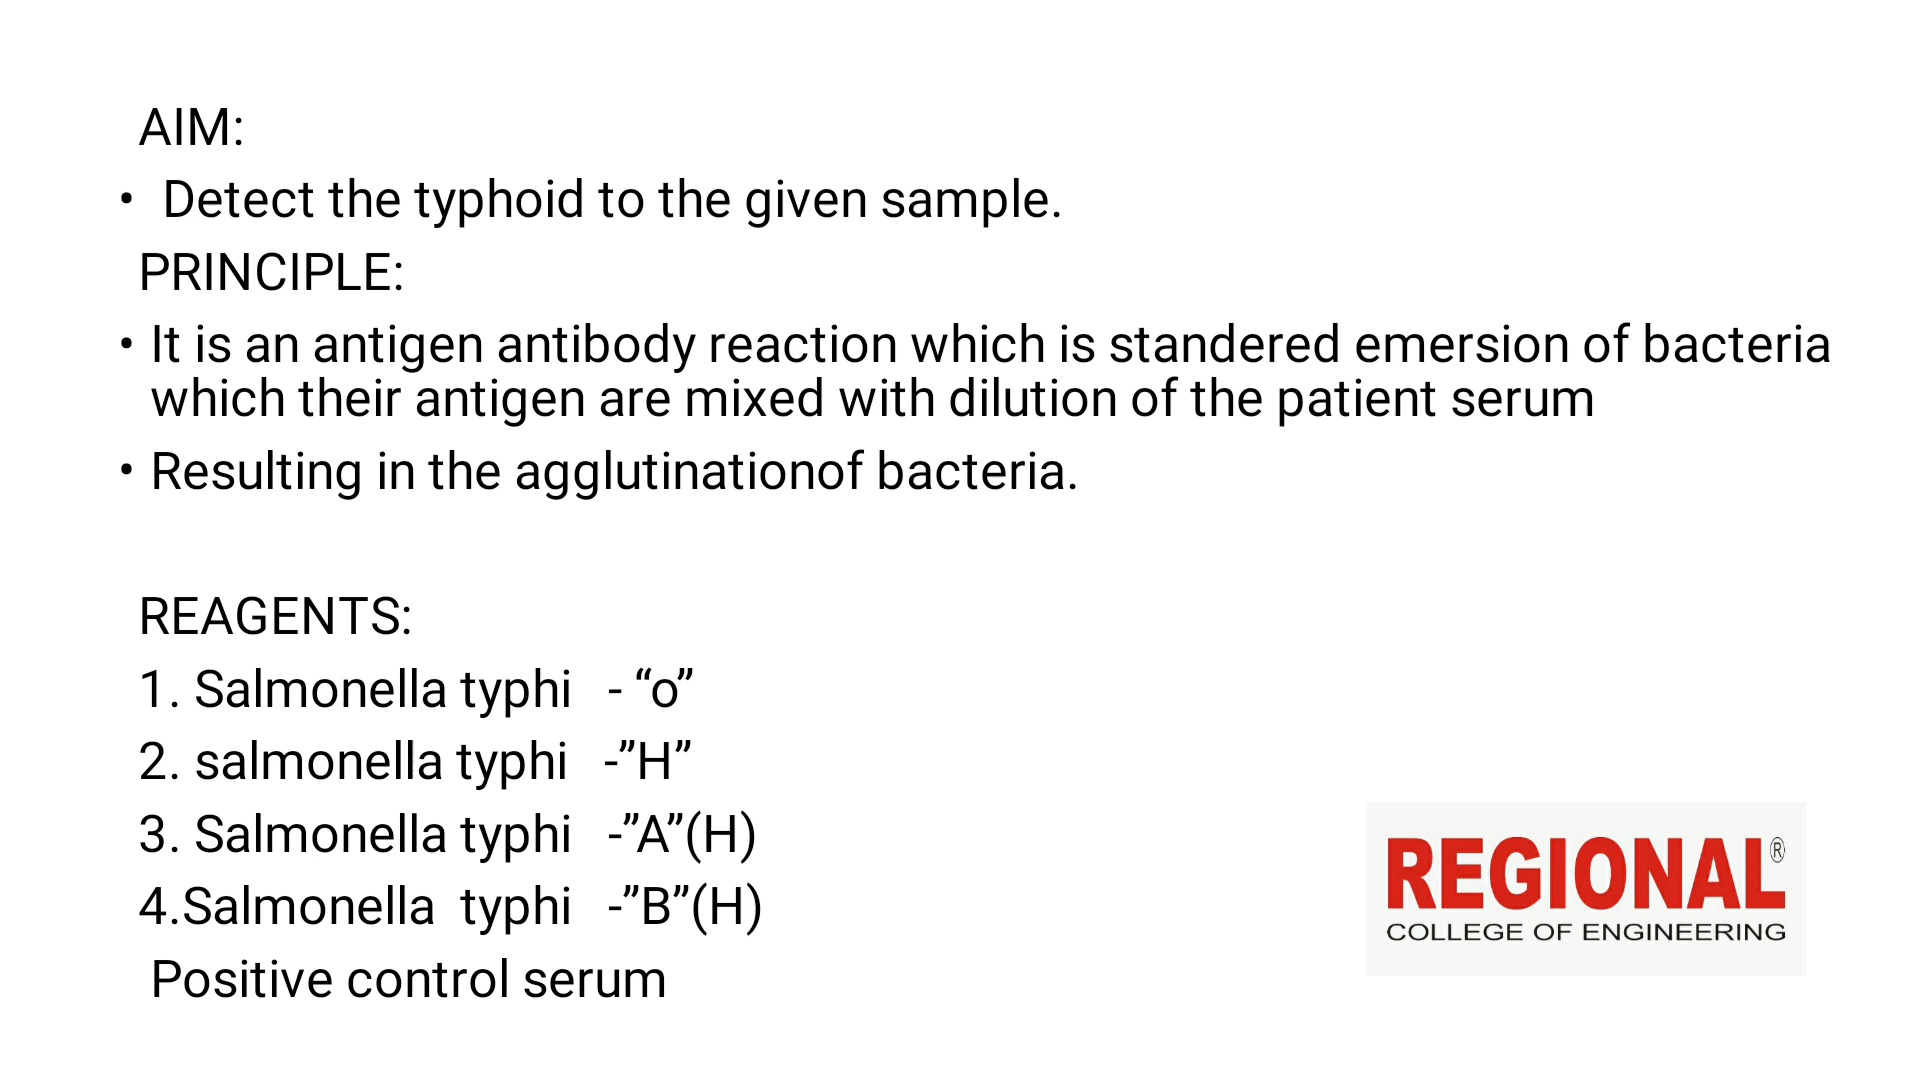 AIM:
• Detect the typhoid to the given sample.
PRINCIPLE:
• It is an antigen antibody reaction which is standered emersion of bacteria
which their antigen are mixed with dilution of the patient serum
• Resulting in the agglutinationof bacteria.
REAGENTS:
1. Salmonella typhi - “o”
2. salmonella typhi -”H”
3. Salmonella typhi -”A”(H)
4.Salmonella typhi -”B”(H)
Positive control serum
REGIONAL®
COLLEGE OF ENGINEERING